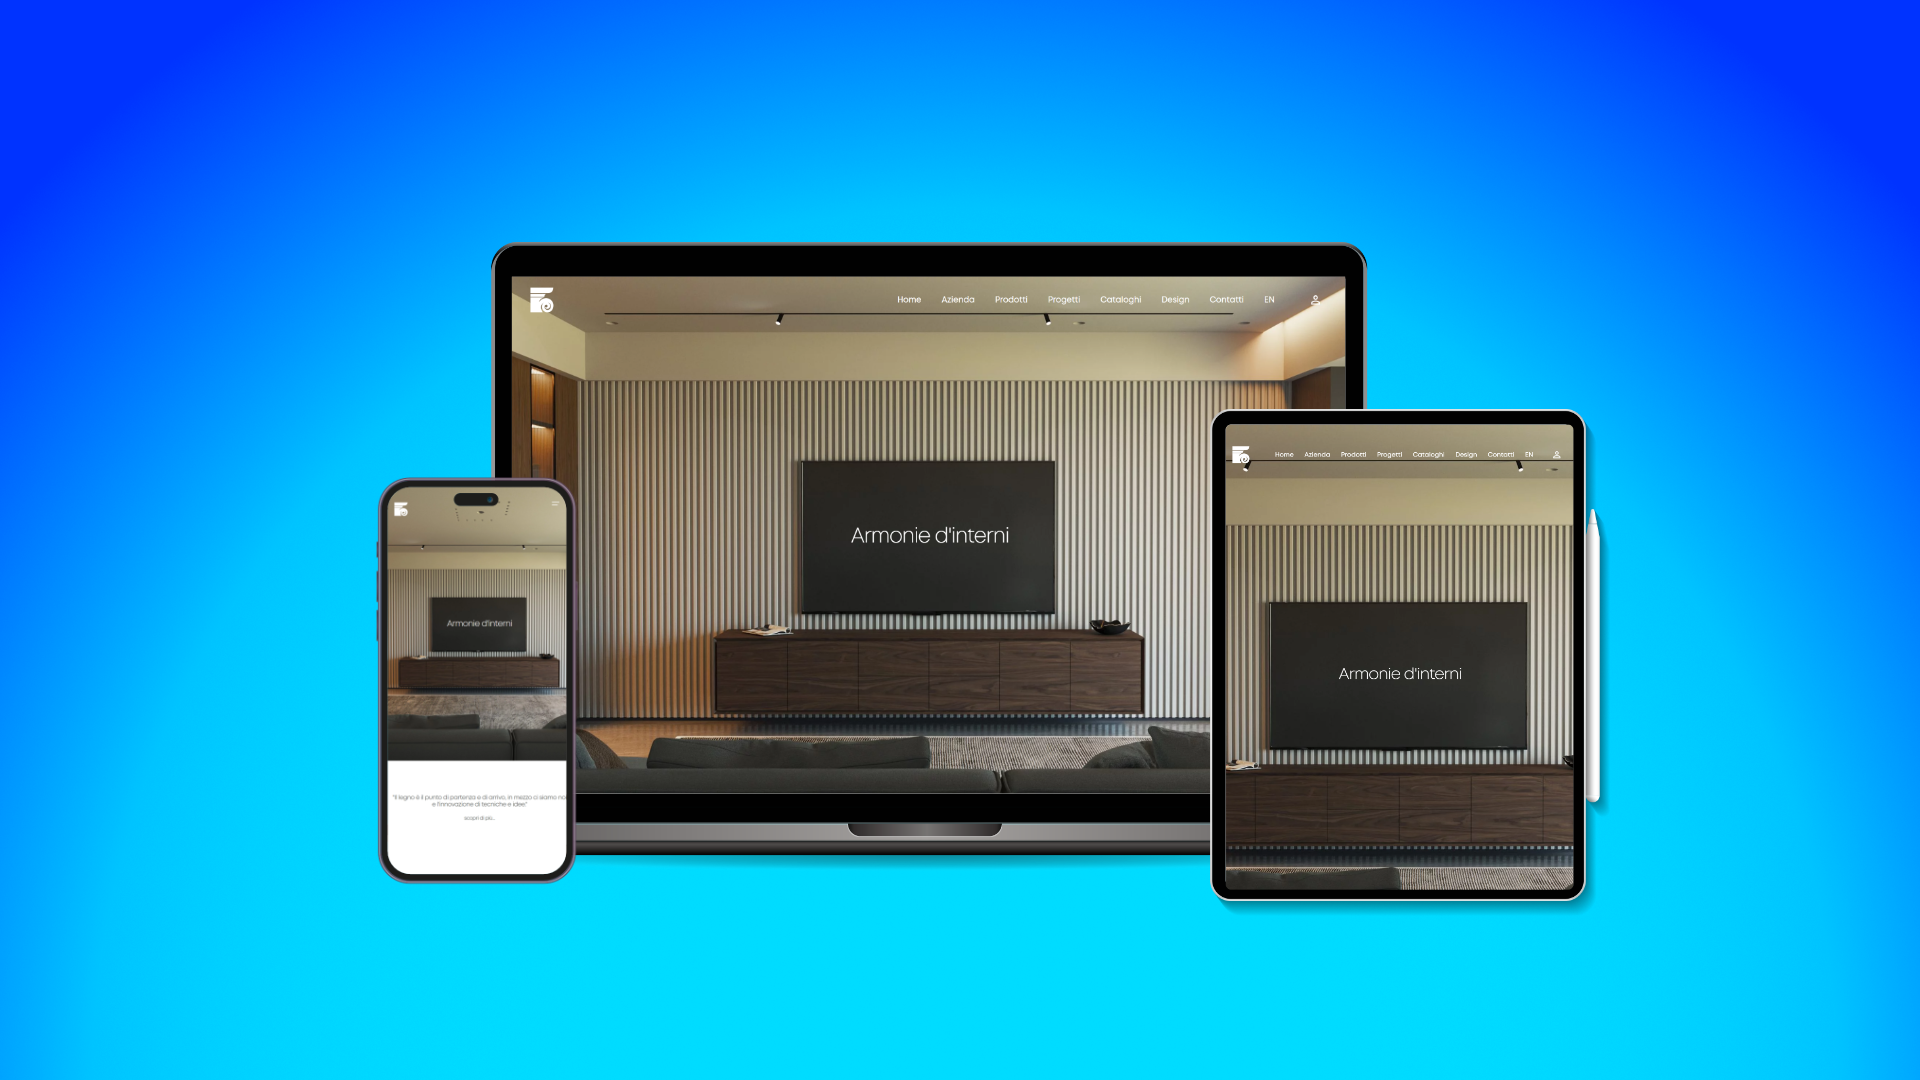 Home Azienda Prodotti Progetti Cataloghi Design Contatti EN
Armonie d'interni
Home Azienda Prodotti Progetti Cataloghi Design Contatti EN
Armonie d'interni
Armonie d'interni
"Il legno è il punto di partenza e di arrivo, in mezzo ci siamo noi
e l'innovazione di tecniche e idee"
scopri di più...